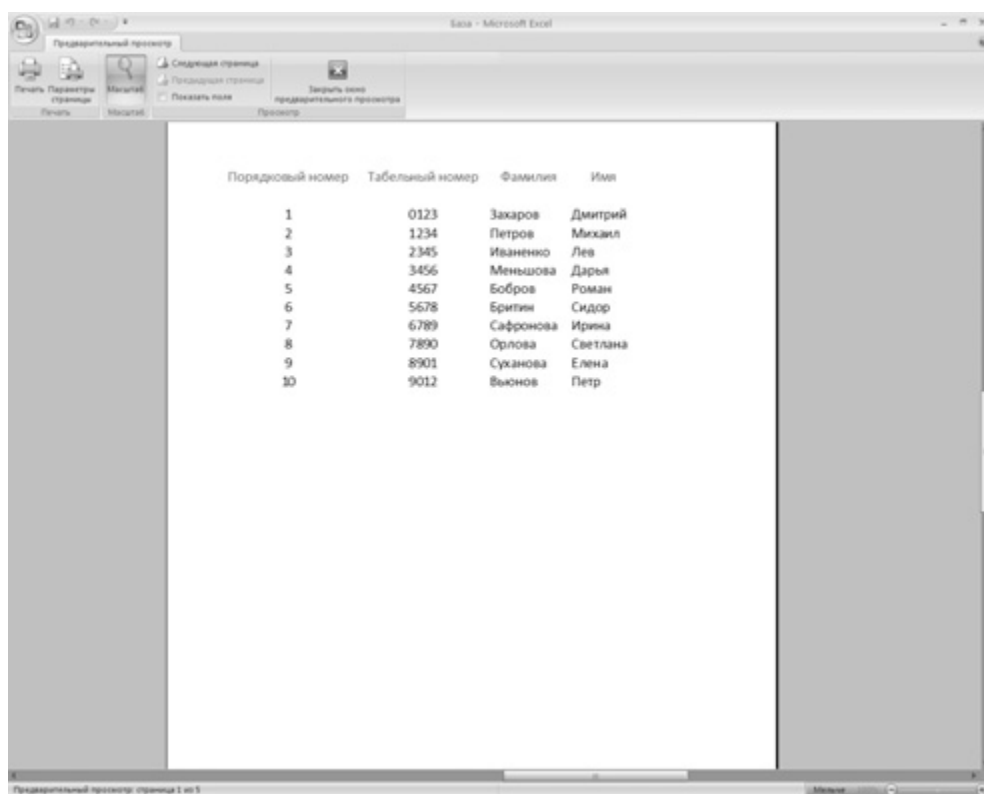 База - Microsoft Excel
Предварительный просмотр
Печать
Параметры страницы
Масштаб
Следующая страница
Предыдущая страница
Показать поля
Закрыть окно
предварительного просмотра
Печать
Масштаб
Просмотр
Порядковый номер Табельный номер Фамилия Имя
1 0123 Захаров Дмитрий
2 1234 Петров Михаил
3 2345 Иваненко Лев
4 3456 Меньшова Дарья
5 4567 Бобров Роман
6 5678 Бритин Сидор
7 6789 Сафронова Ирина
8 7890 Орлова Светлана
9 8901 Суханова Елена
10 9012 Вьюнов Петр
Предварительный просмотр: страница 1 из 5